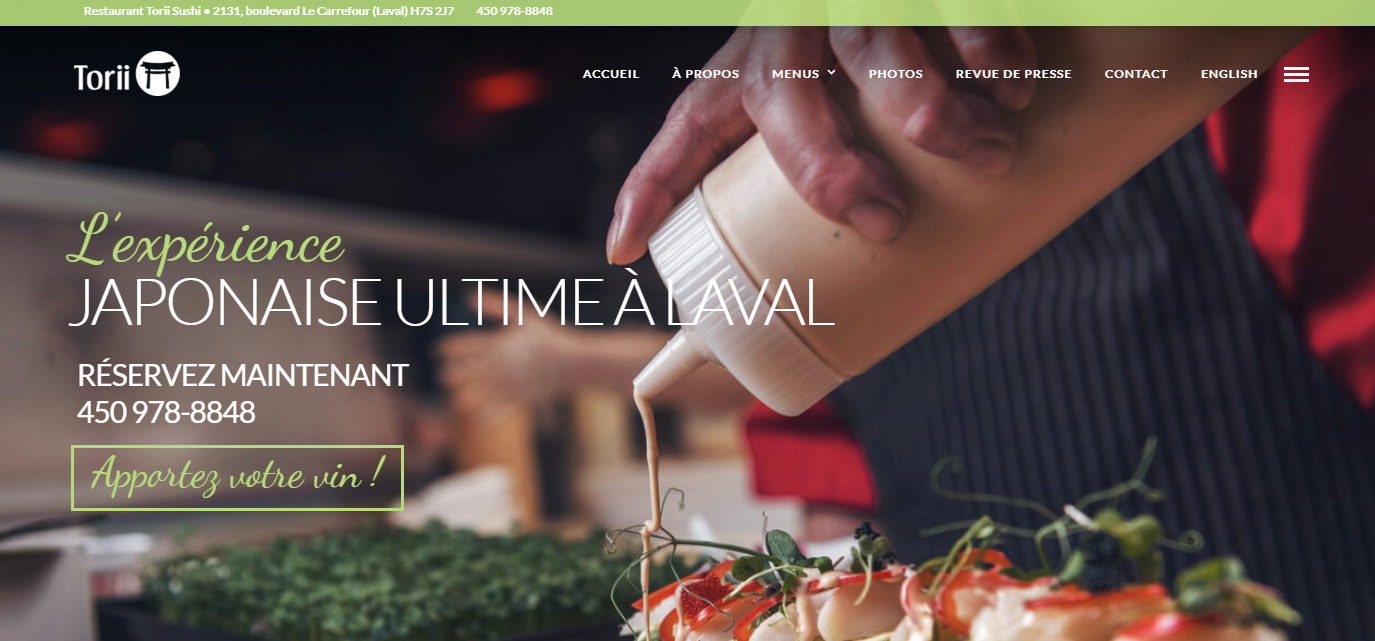 Restaurant Torii Sushi • 2131, boulevard Le Carrefour (Laval) H7S 2J7 450 978-8848
Torii
ACCUEIL À PROPOS MENUS PHOTOS REVUE DE PRESSE CONTACT ENGLISH
L'expérience
JAPONAISE ULTIME À LAVAL
RÉSERVEZ MAINTENANT
450 978-8848
Apportez votre vin !